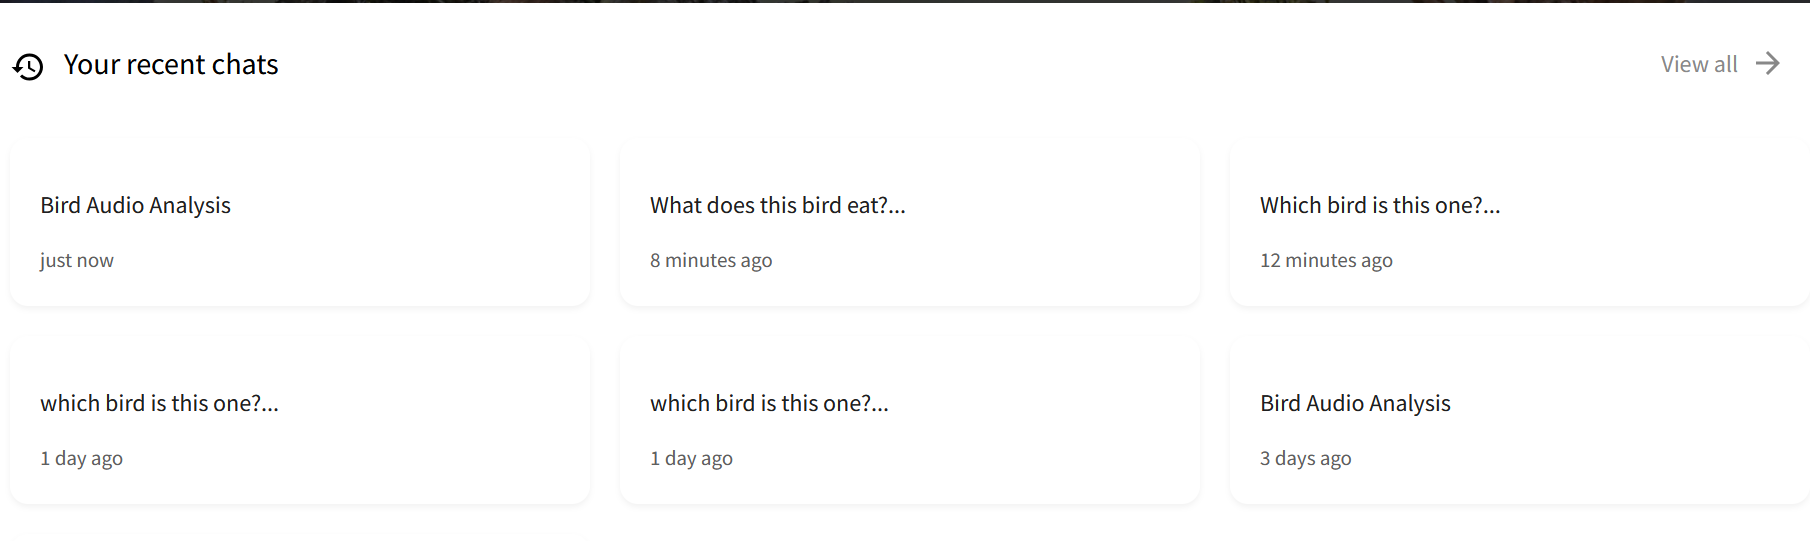 Your recent chats
View all
Bird Audio Analysis
just now
What does this bird eat?...
8 minutes ago
Which bird is this one?...
12 minutes ago
which bird is this one?...
1 day ago
which bird is this one?...
1 day ago
Bird Audio Analysis
3 days ago